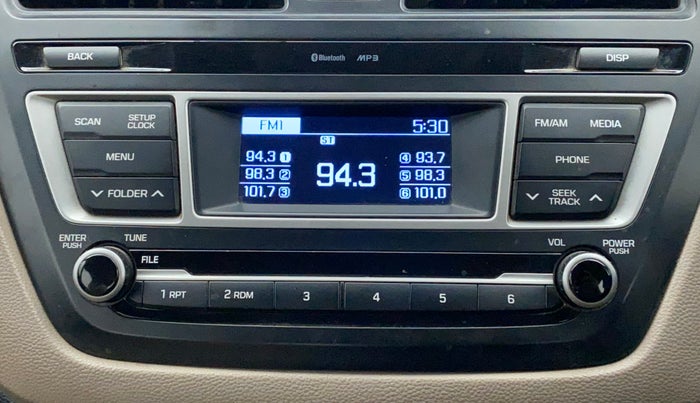 BACK
Bluetooth MP3
DISP
SCAN
SETUP CLOCK
MENU
FOLDER
FM1
5:30
ST
94.3 1
98.3 2
101.7 3
94.3
4 93.7
5 98.3
6 101.0
FM/AM
MEDIA
PHONE
SEEK TRACK
ENTER PUSH
TUNE
FILE
VOL
POWER PUSH
1 RPT
2 RDM
3
4
5
6